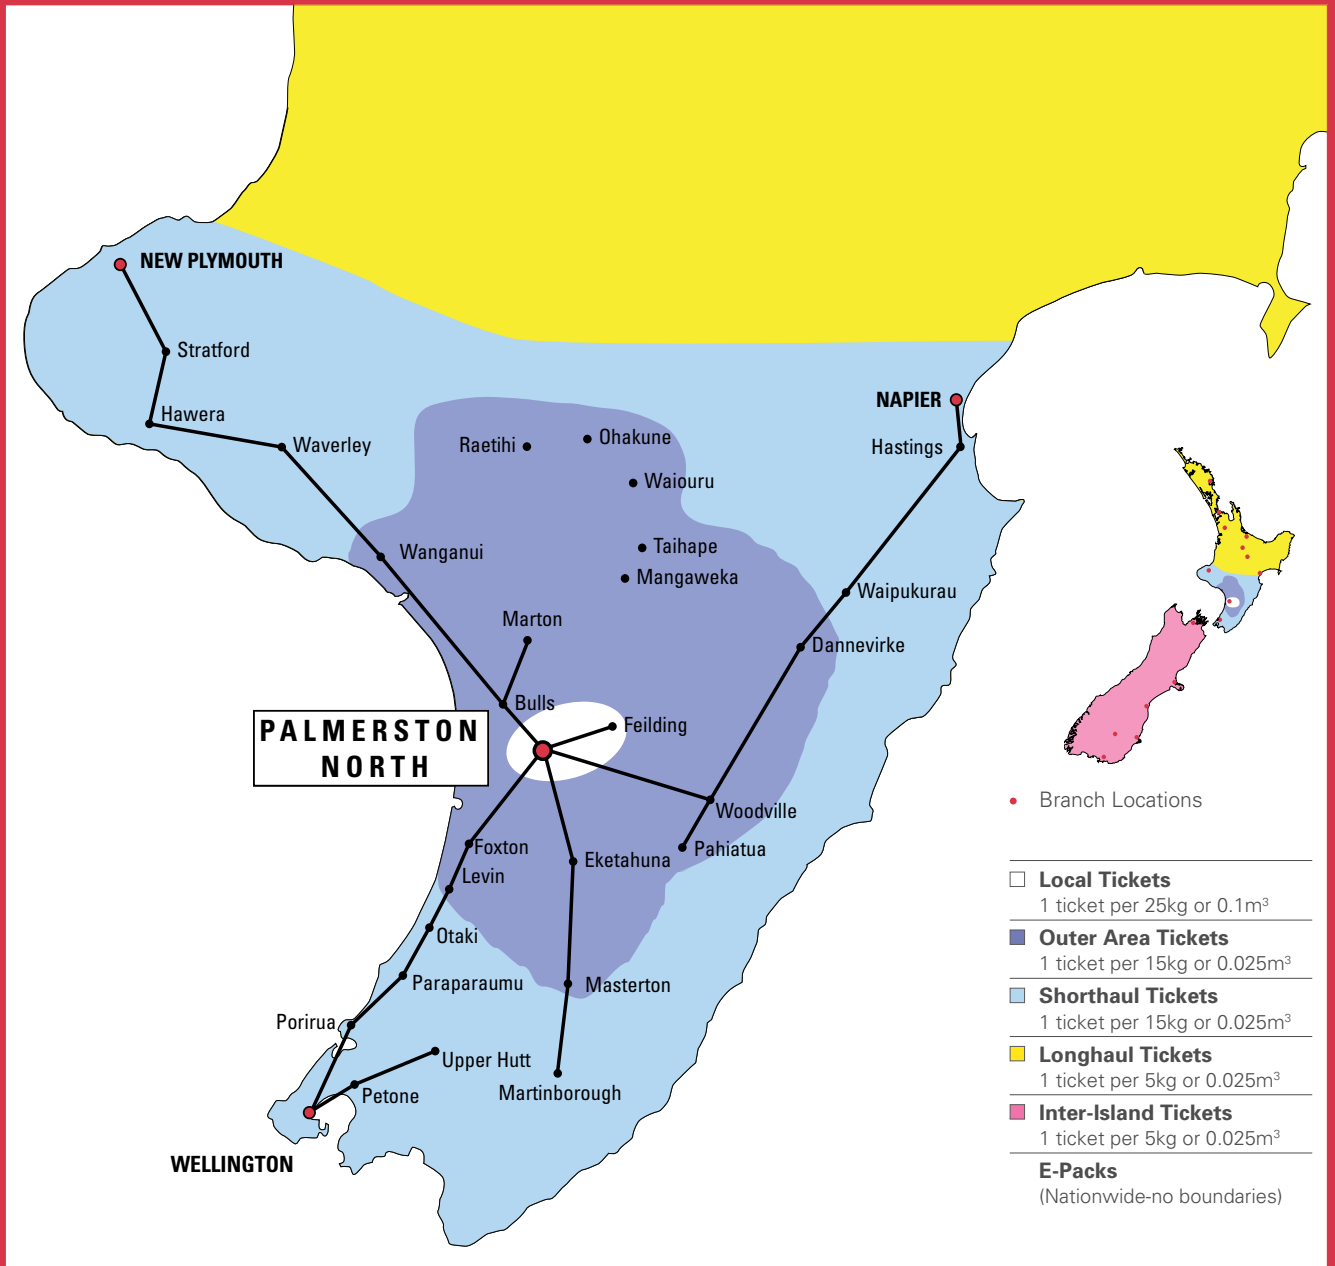 NEW PLYMOUTH
Stratford
Hawera
Waverley
NAPIER
Hastings
Raetihi
Ohakune
Waiouru
Wanganui
Taihape
Mangaweka
Waipukurau
Marton
Dannevirke
Bulls
Feilding
PALMERSTON
NORTH
Woodville
Foxton
Pahiatua
Eketahuna
Levin
Otaki
Paraparaumu
Masterton
Porirua
Upper Hutt
Petone
Martinborough
WELLINGTON
Branch Locations
Local Tickets
1 ticket per 25kg or 0.1m³
Outer Area Tickets
1 ticket per 15kg or 0.025m³
Shorthaul Tickets
1 ticket per 15kg or 0.025m³
Longhaul Tickets
1 ticket per 5kg or 0.025m³
Inter-Island Tickets
1 ticket per 5kg or 0.025m³
E-Packs
(Nationwide-no boundaries)